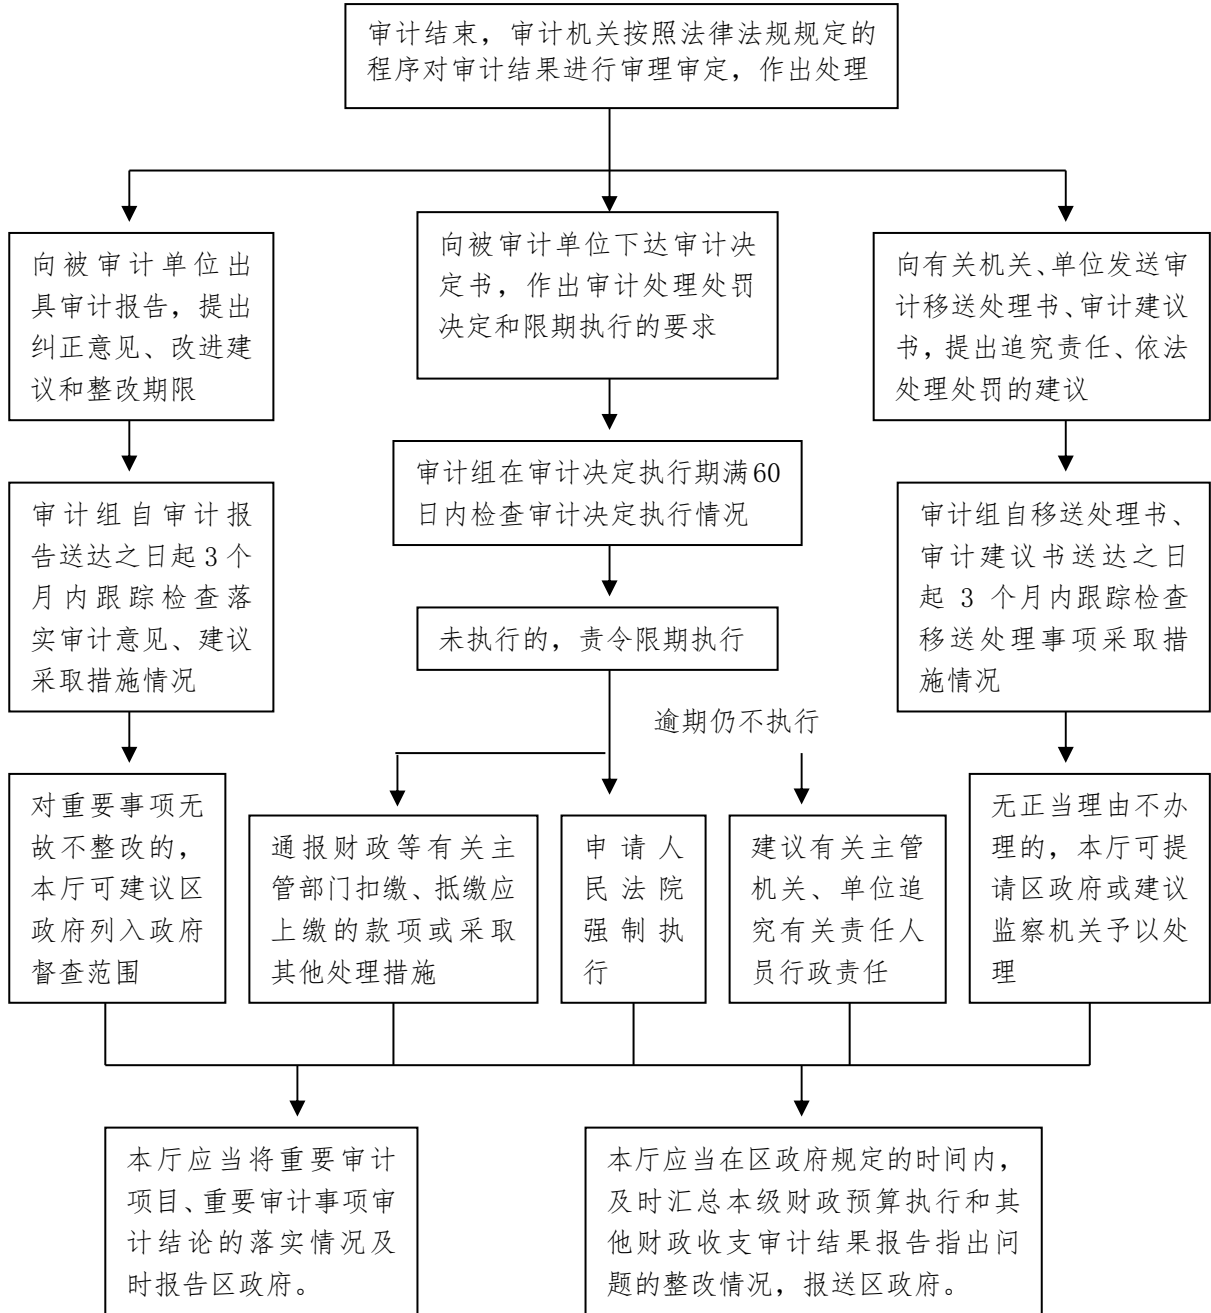 审计结束，审计机关按照法律法规规定的
程序对审计结果进行审理审定，作出处理
向被审计单位出
具审计报告，提出
纠正意见、改进建
议和整改期限
向被审计单位下达审计决
定书，作出审计处理处罚
决定和限期执行的要求
向有关机关、单位发送审
计移送处理书、审计建议
书，提出追究责任、依法
处理处罚的建议
审计组自审计报
告送达之日起3个
月内跟踪检查落
实审计意见、建议
采取措施情况
审计组在审计决定执行期满60
日内检查审计决定执行情况
审计组自移送处理书、
审计建议书送达之日
起 3 个月内跟踪检查
移送处理事项采取措
施情况
未执行的，责令限期执行
逾期仍不执行
对重要事项无
故不整改的，
本厅可建议区
政府列入政府
督查范围
通报财政等有关主
管部门扣缴、抵缴应
上缴的款项或采取
其他处理措施
申请人
民法院
强制执
行
建议有关主管
机关、单位追
究有关责任人
员行政责任
无正当理由不办
理的，本厅可提
请区政府或建议
监察机关予以处
理
本厅应当将重要审计
项目、重要审计事项审
计结论的落实情况及
时报告区政府。
本厅应当在区政府规定的时间内，
及时汇总本级财政预算执行和其
他财政收支审计结果报告指出问
题的整改情况，报送区政府。